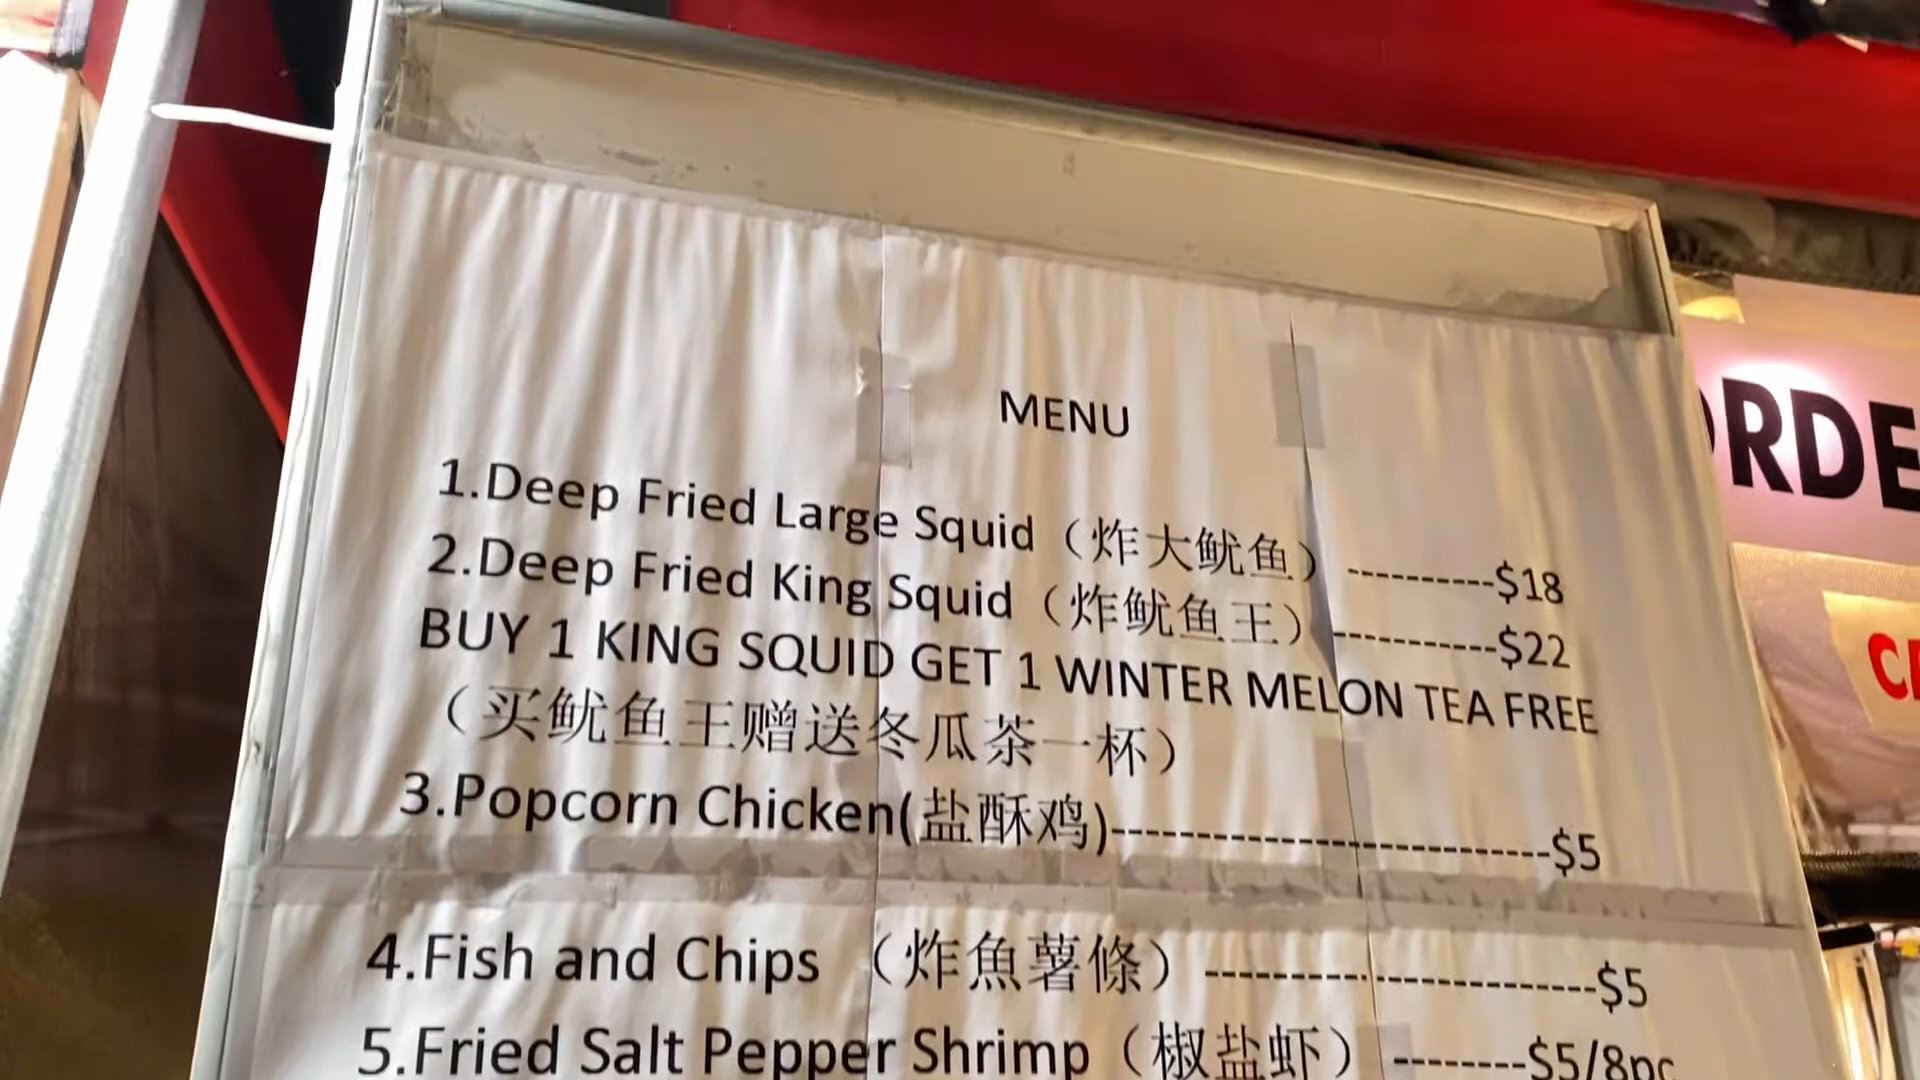 MENU
1.Deep Fried Large Squid（炸大鱿鱼）----------$18
2.Deep Fried King Squid（炸鱿鱼王）-----------$22
BUY 1 KING SQUID GET 1 WINTER MELON TEA FREE
（买鱿鱼王赠送冬瓜茶一杯）
3.Popcorn Chicken(盐酥鸡)-------------------------------$5
4.Fish and Chips （炸魚薯條）---------------------------$5
5.Fried Salt Pepper Shrimp（椒盐虾）-------$5/8pc
RDE